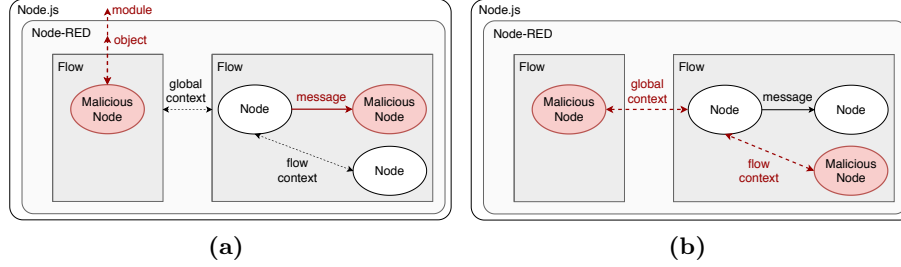 Node.js
module
Node-RED
object
Flow
Flow
global
context
Malicious
Node
Node
message
Malicious
Node
flow
context
Node
(a)
Node.js
Node-RED
Flow
Flow
global
context
Malicious
Node
Node
message
Node
flow
context
Malicious
Node
(b)